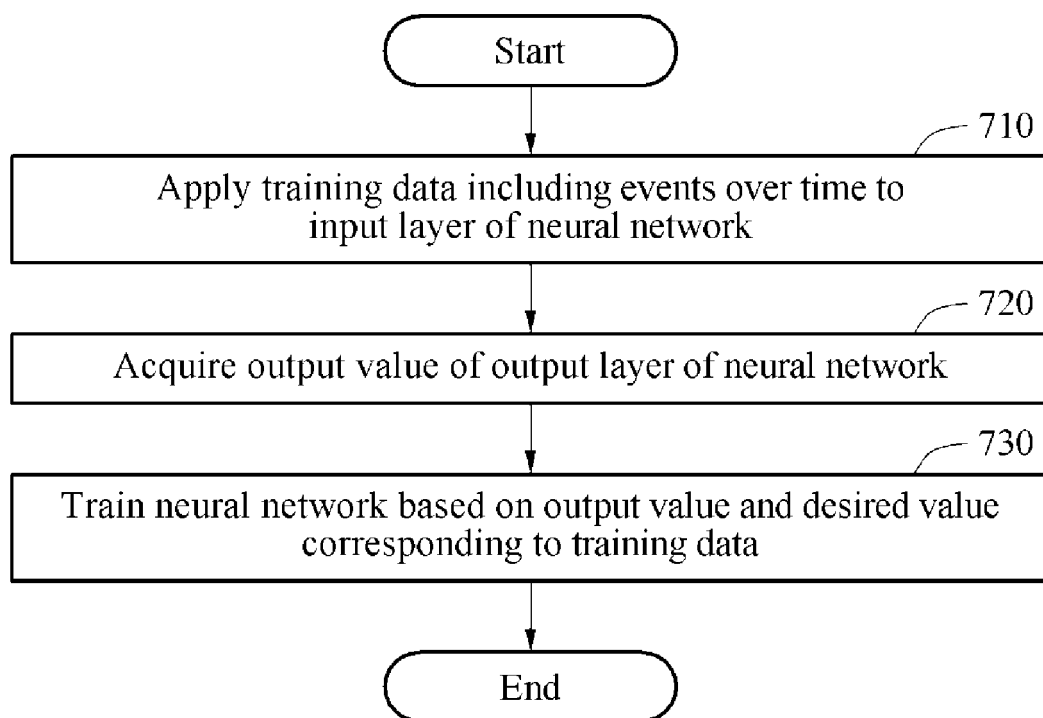 Start
710
Apply training data including events over time to
input layer of neural network
720
Acquire output value of output layer of neural network
730
Train neural network based on output value and desired value
corresponding to training data
End